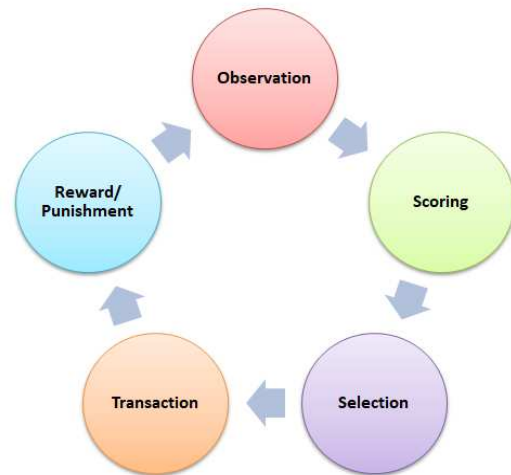 Observation
Scoring
Selection
Transaction
Reward/
Punishment